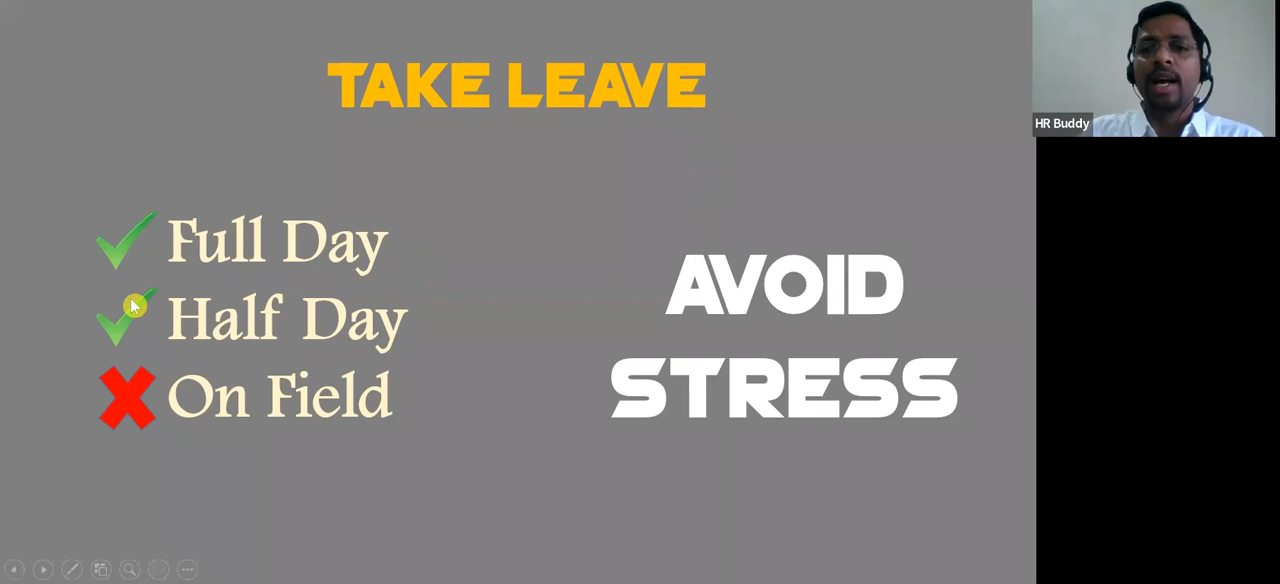 TAKE LEAVE
Full Day
Half Day
On Field
AVOID
STRESS
HR Buddy